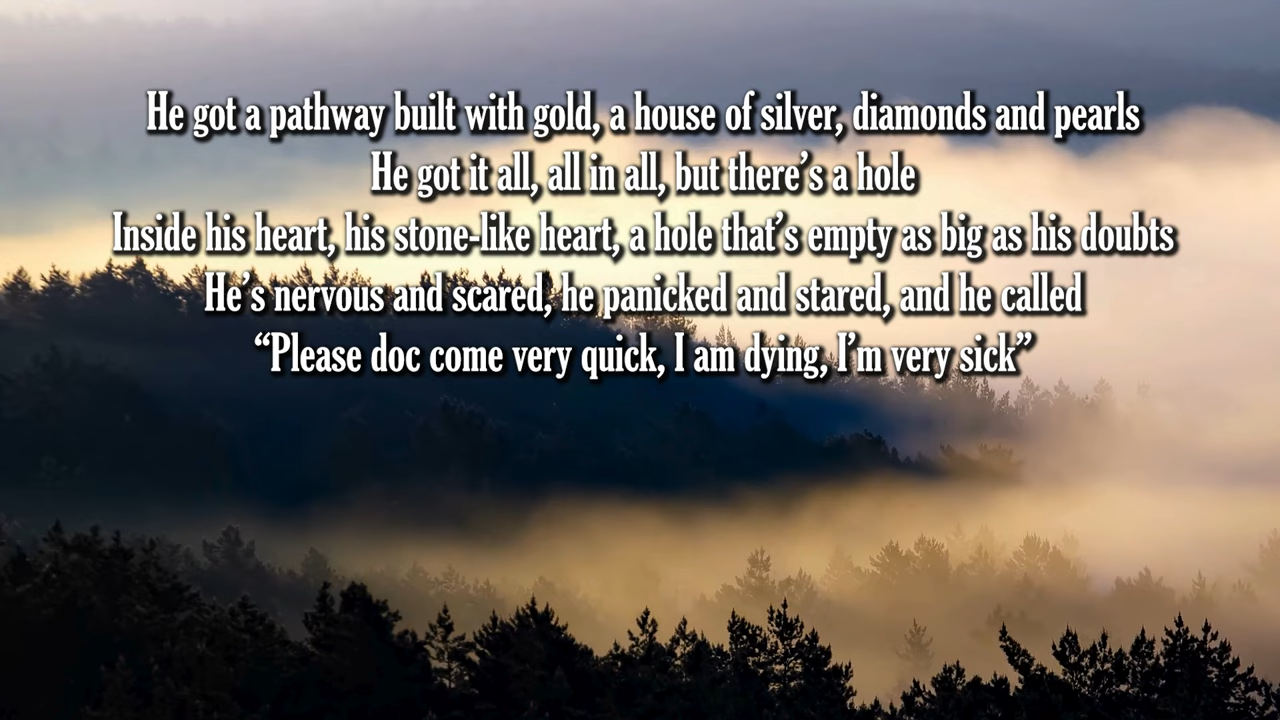 He got a pathway built with gold, a house of silver, diamonds and pearls
He got it all, all in all, but there’s a hole
Inside his heart, his stone-like heart, a hole that’s empty as big as his doubts
He’s nervous and scared, he panicked and stared, and he called
“Please doc come very quick, I am dying, I’m very sick”